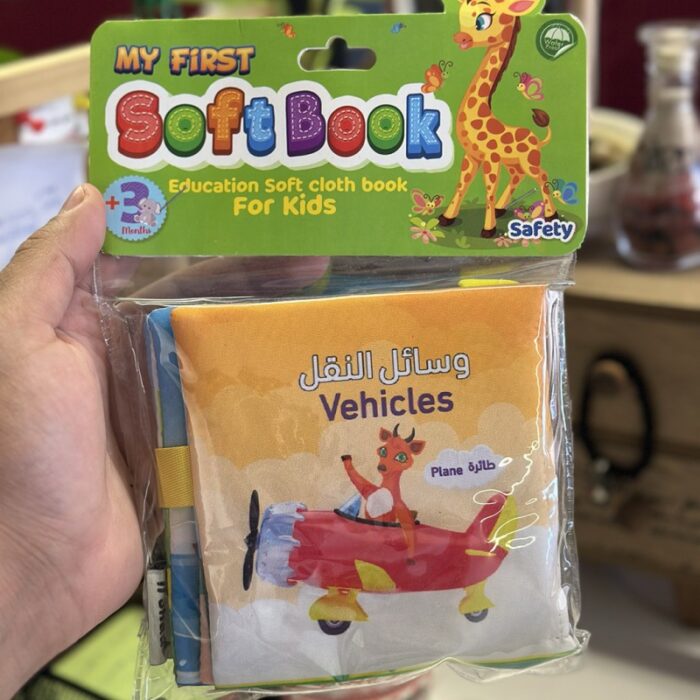 MY FIRST
Soft Book
Education Soft cloth book
For Kids
+3
Months
Safety
وسائل النقل
Vehicles
Plane طائرة